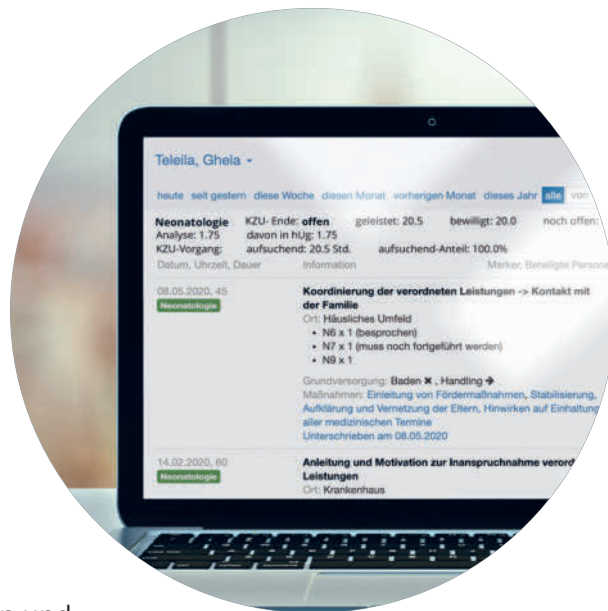 Teleila, Ghela
heute seit gestern diese Woche diesen Monat vorherigen Monat dieses Jahr alle von
Neonatologie KZU- Ende: offen geleistet: 20.5 bewilligt: 20.0 noch offen:
Analyse: 1.75 davon in hUg: 1.75
KZU-Vorgang: aufsuchend: 20.5 Std. aufsuchend-Anteil: 100.0%
Datum, Uhrzeit, Dauer Information Marker, Beteiligte Persone
08.05.2020, 45 Koordinierung der verordneten Leistungen -> Kontakt mit
Neonatologie der Familie
Ort: Häusliches Umfeld
• N6 x 1 (besprochen)
• N7 x 1 (muss noch fortgeführt werden)
• N9 x 1
Grundversorgung: Baden ✖ , Handling ➔
Maßnahmen: Einleitung von Fördermaßnahmen, Stabilisierung,
Aufklärung und Vernetzung der Eltern, Hinwirken auf Einhaltung
aller medizinischen Termine
Unterschrieben am 08.05.2020
14.02.2020, 60 Anleitung und Motivation zur Inanspruchnahme verord
Neonatologie Leistungen
Ort: Krankenhaus
und